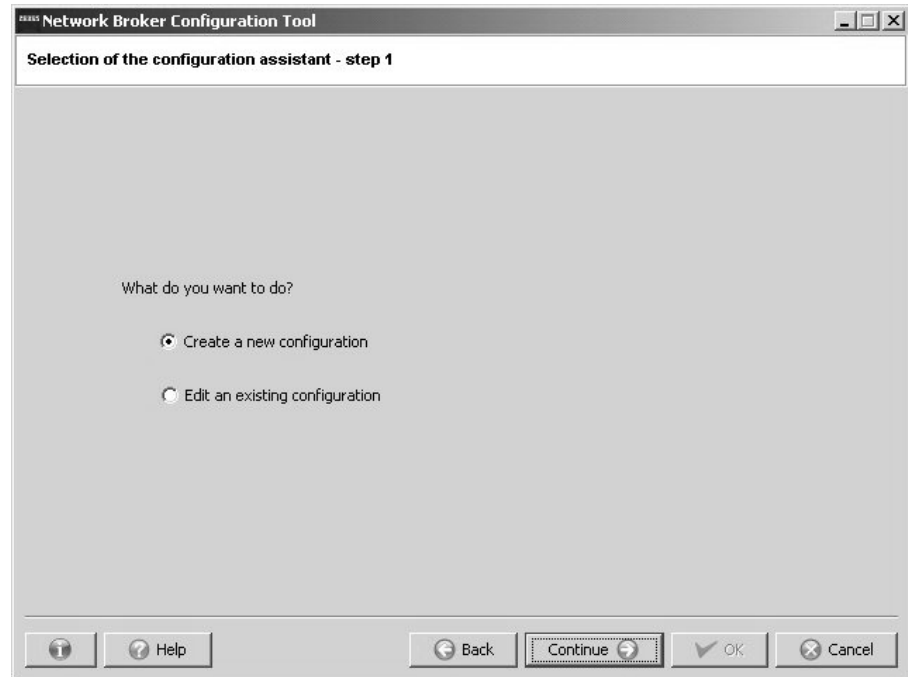 Network Broker Configuration Tool
Selection of the configuration assistant - step 1
What do you want to do?
Create a new configuration
Edit an existing configuration
Help
Back
Continue
OK
Cancel